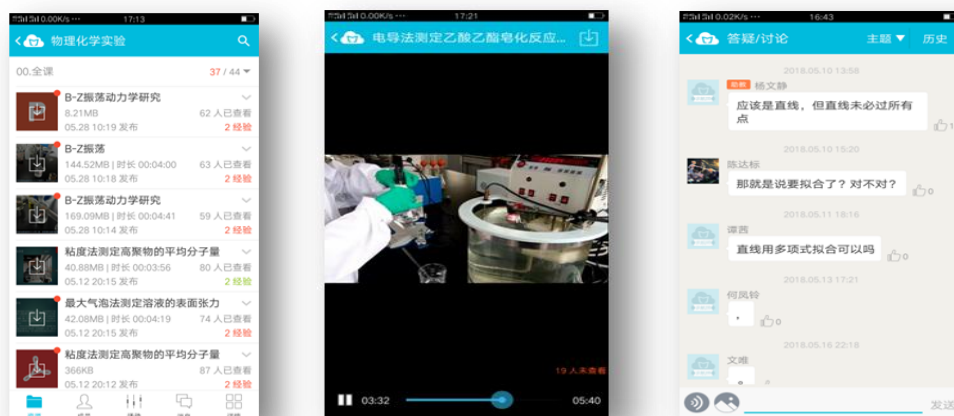 0.00K/s ... 17:13
物理化学实验
00.全课 37 / 44
B-Z振荡动力学研究
8.21MB 62 人已查看
05.28 10:19 发布 2 经验
B-Z振荡
144.52MB | 时长 00:04:00 63 人已查看
05.28 10:18 发布 2 经验
B-Z振荡动力学研究
169.09MB | 时长 00:04:41 59 人已查看
05.28 10:14 发布 2 经验
粘度法测定高聚物的平均分子量
40.88MB | 时长 00:03:56 80 人已查看
05.12 20:15 发布 2 经验
最大气泡法测定溶液的表面张力
42.08MB | 时长 00:04:19 74 人已查看
05.12 20:15 发布 2 经验
粘度法测定高聚物的平均分子量
366KB 87 人已查看
05.12 20:12 发布 2 经验
0.00K/s ... 17:21
电导法测定乙酸乙酯皂化反应...
19 人未查看
03:32 05:40
0.02K/s ... 16:43
答疑/讨论 主题 历史
2018.05.10 13:58
杨文静
应该是直线，但直线未必过所有
点
1
2018.05.10 15:20
陈达标
那就是说要拟合了？对不对？
0
2018.05.11 18:16
谭茜
直线用多项式拟合可以吗
0
2018.05.13 17:21
何凤铃
，
0
2018.05.16 22:18
文唯
。
发送